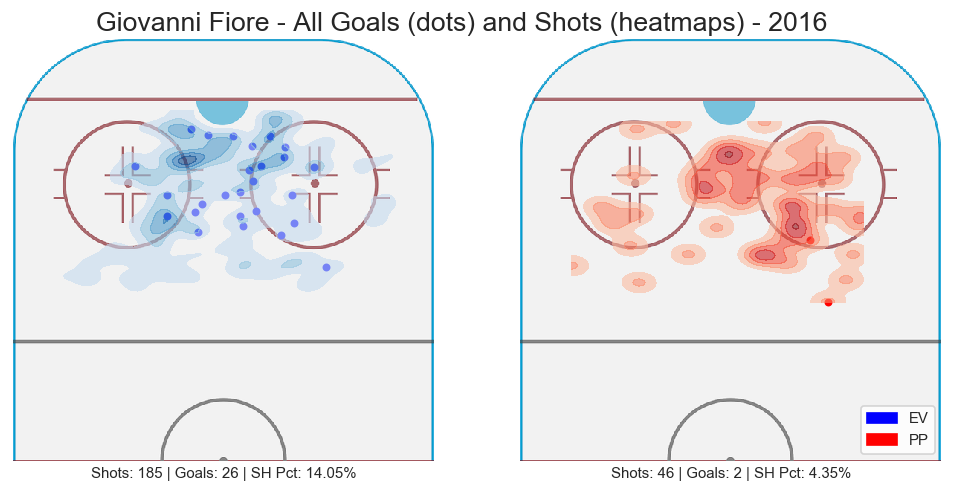 Giovanni Fiore - All Goals (dots) and Shots (heatmaps) - 2016
EV
PP
Shots: 185 | Goals: 26 | SH Pct: 14.05%
Shots: 46 | Goals: 2 | SH Pct: 4.35%